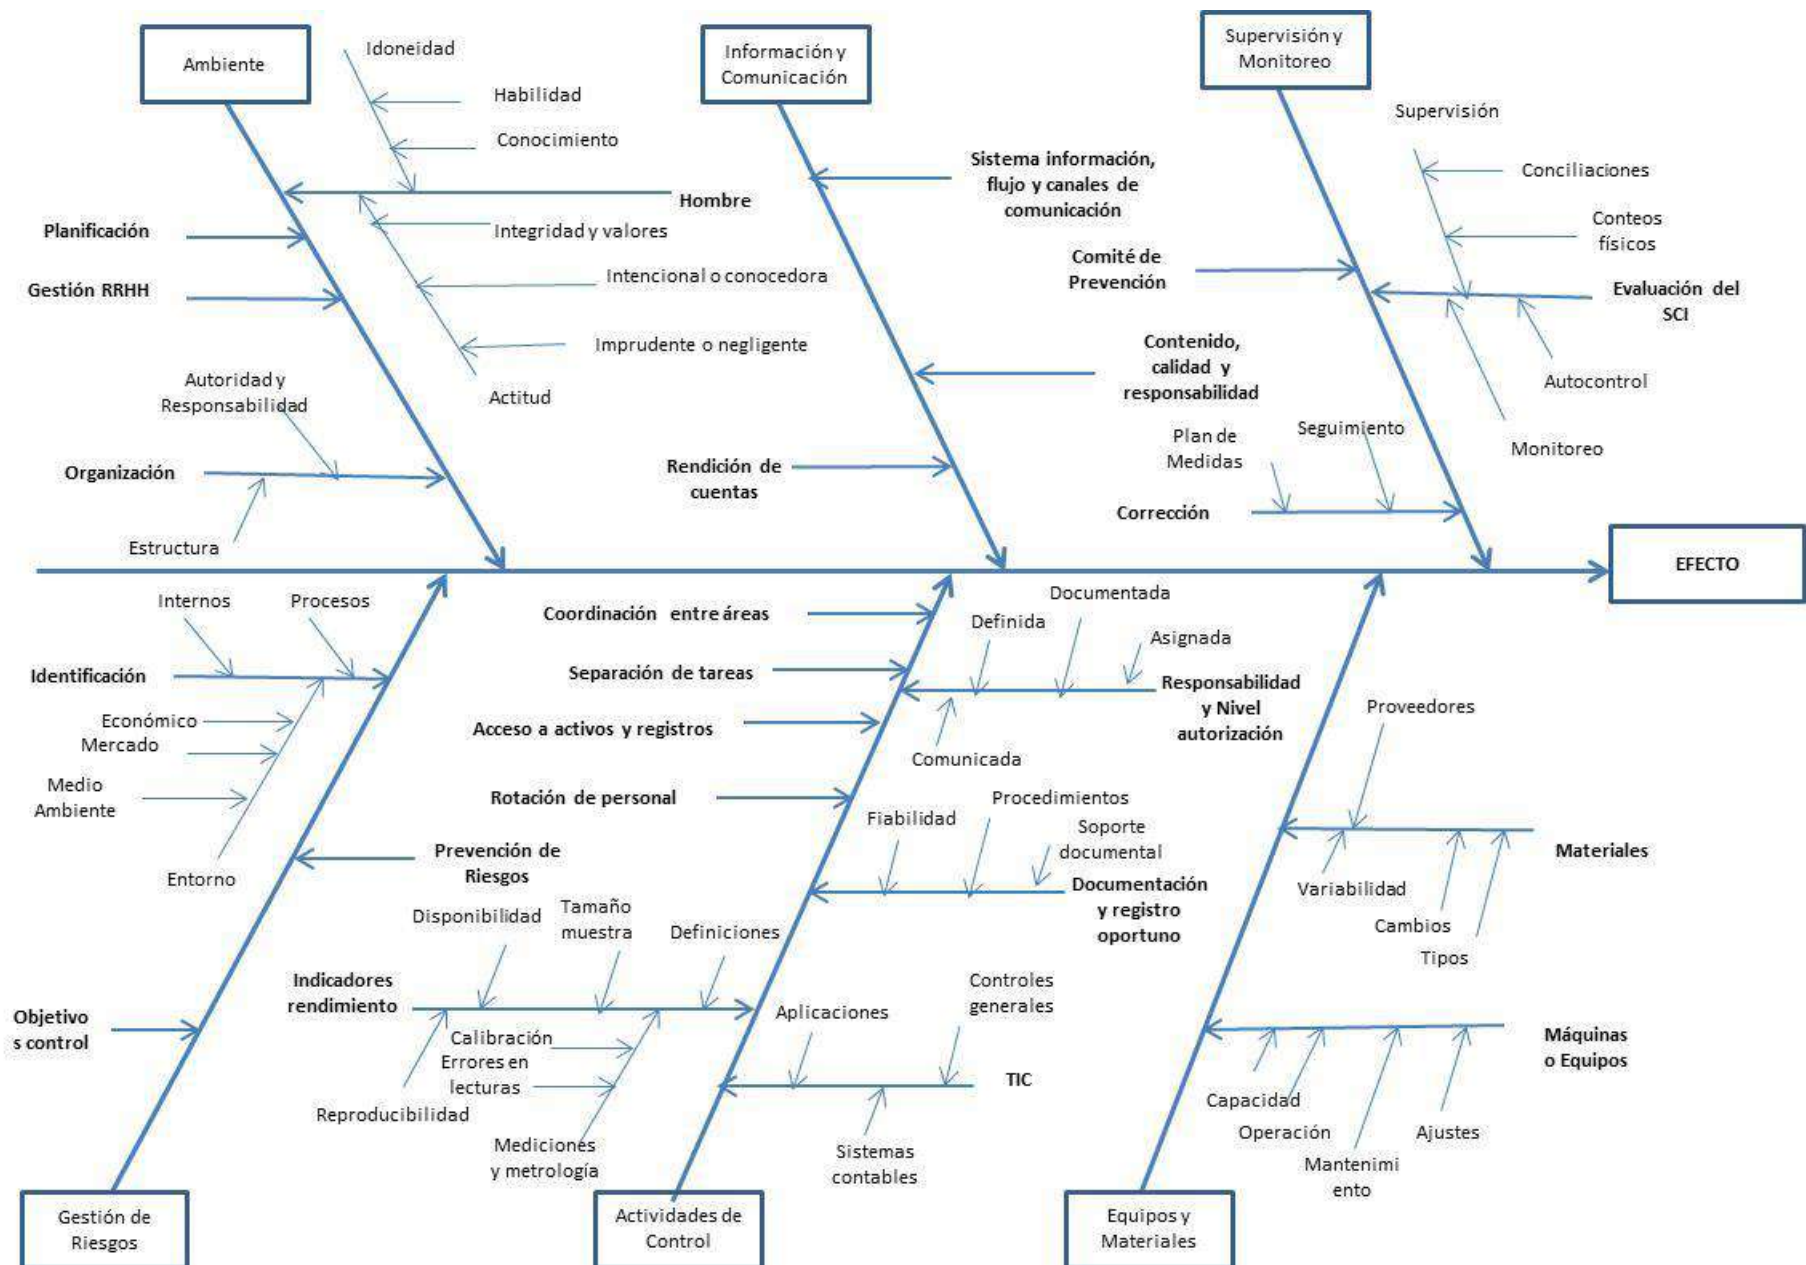 Ambiente
Idoneidad
Habilidad
Conocimiento
Hombre
Planificación
Integridad y valores
Gestión RRHH
Intencional o conocedora
Imprudente o negligente
Actitud
Autoridad y
Responsabilidad
Organización
Estructura
Información y
Comunicación
Sistema información,
flujo y canales de
comunicación
Contenido,
calidad y
responsabilidad
Rendición de
cuentas
Supervisión y
Monitoreo
Supervisión
Conciliaciones
Conteos
físicos
Comité de
Prevención
Evaluación del
SCI
Autocontrol
Monitoreo
Seguimiento
Plan de
Medidas
Corrección
EFECTO
Internos
Procesos
Identificación
Económico
Mercado
Medio
Ambiente
Entorno
Prevención de
Riesgos
Objetivo
s control
Gestión de
Riesgos
Coordinación entre áreas
Separación de tareas
Acceso a activos y registros
Rotación de personal
Definida
Documentada
Asignada
Responsabilidad
y Nivel
autorización
Comunicada
Fiabilidad
Procedimientos
Soporte
documental
Documentación
y registro
oportuno
Disponibilidad
Tamaño
muestra
Definiciones
Indicadores
rendimiento
Calibración
Errores en
lecturas
Reproducibilidad
Mediciones
y metrología
Aplicaciones
Controles
generales
TIC
Sistemas
contables
Actividades de
Control
Proveedores
Materiales
Variabilidad
Cambios
Tipos
Máquinas
o Equipos
Capacidad
Operación
Mantenimi
ento
Ajustes
Equipos y
Materiales